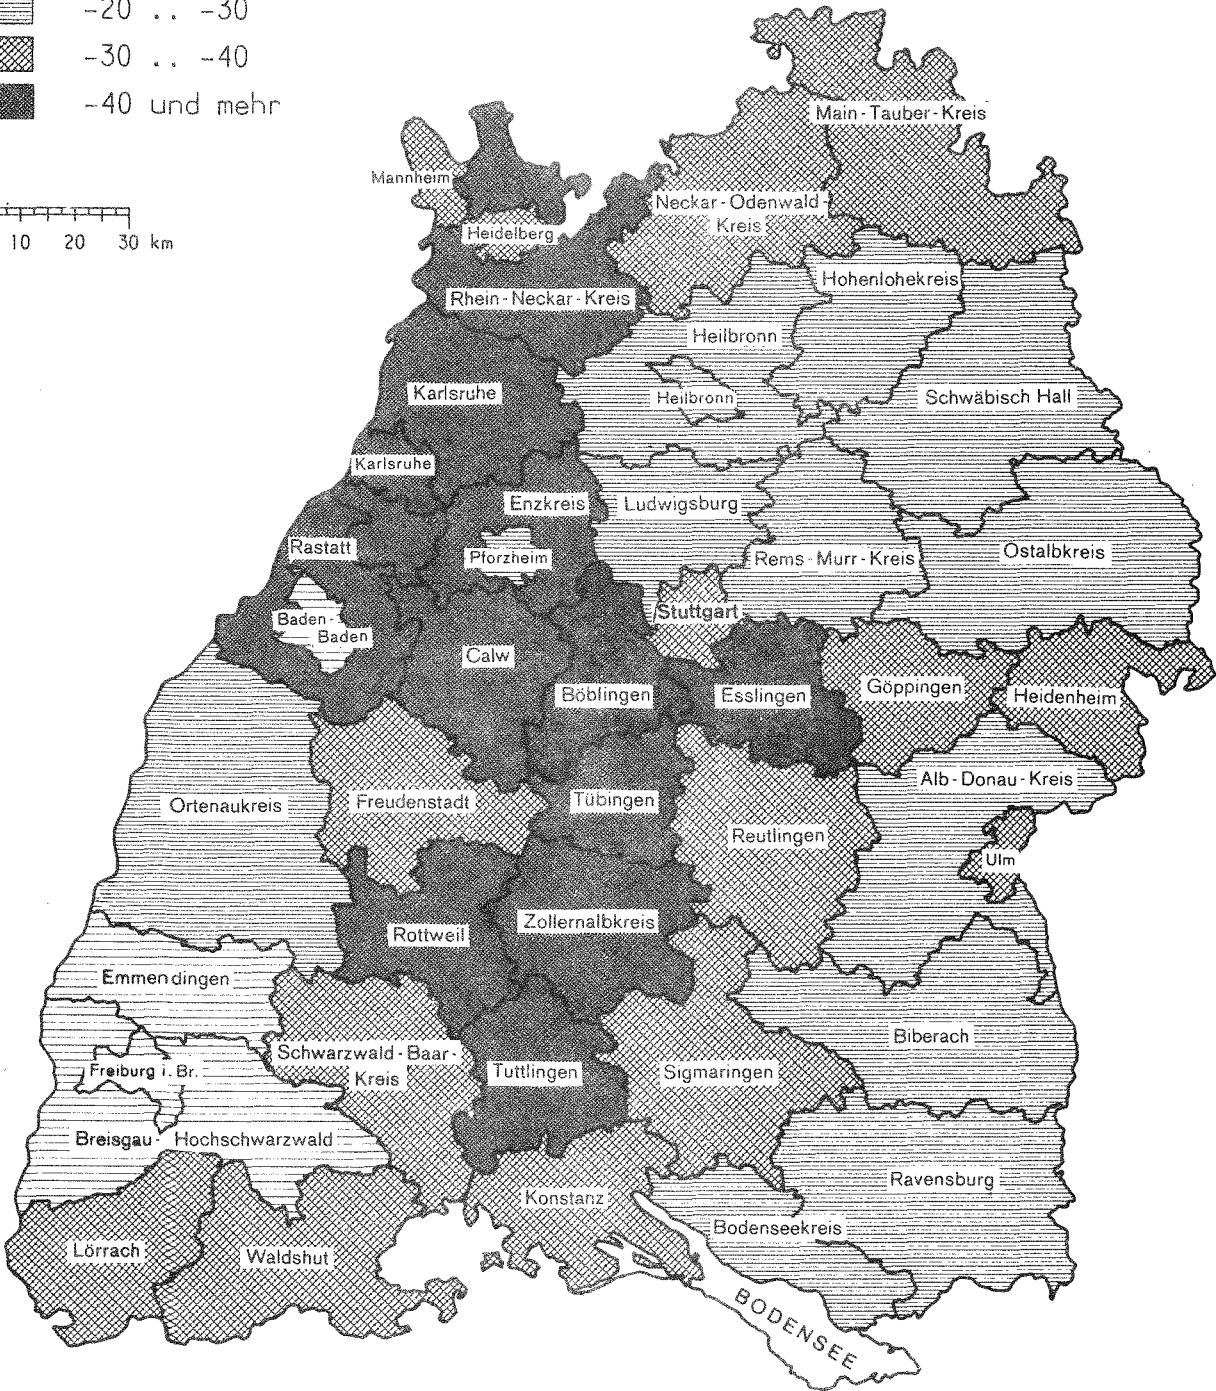 -20 .. -30
-30 .. -40
-40 und mehr
10 20 30 km
Main-Tauber-Kreis
Mannheim
Neckar-Odenwald-
Kreis
Heidelberg
Hohenlohekreis
Rhein-Neckar-Kreis
Heilbronn
Karlsruhe
Heilbronn
Schwäbisch Hall
Karlsruhe
Enzkreis
Ludwigsburg
Rastatt
Pforzheim
Rems-Murr-Kreis
Ostalbkreis
Baden-
Baden
Stuttgart
Calw
Böblingen
Esslingen
Göppingen
Heidenheim
Alb-Donau-Kreis
Ortenaukreis
Freudenstadt
Tübingen
Reutlingen
Ulm
Rottweil
Zollernalbkreis
Emmendingen
Biberach
Schwarzwald-Baar-
Kreis
Freiburg i. Br.
Tuttlingen
Sigmaringen
Breisgau-Hochschwarzwald
Ravensburg
Konstanz
Bodenseekreis
Lörrach
Waldshut
BODENSEE